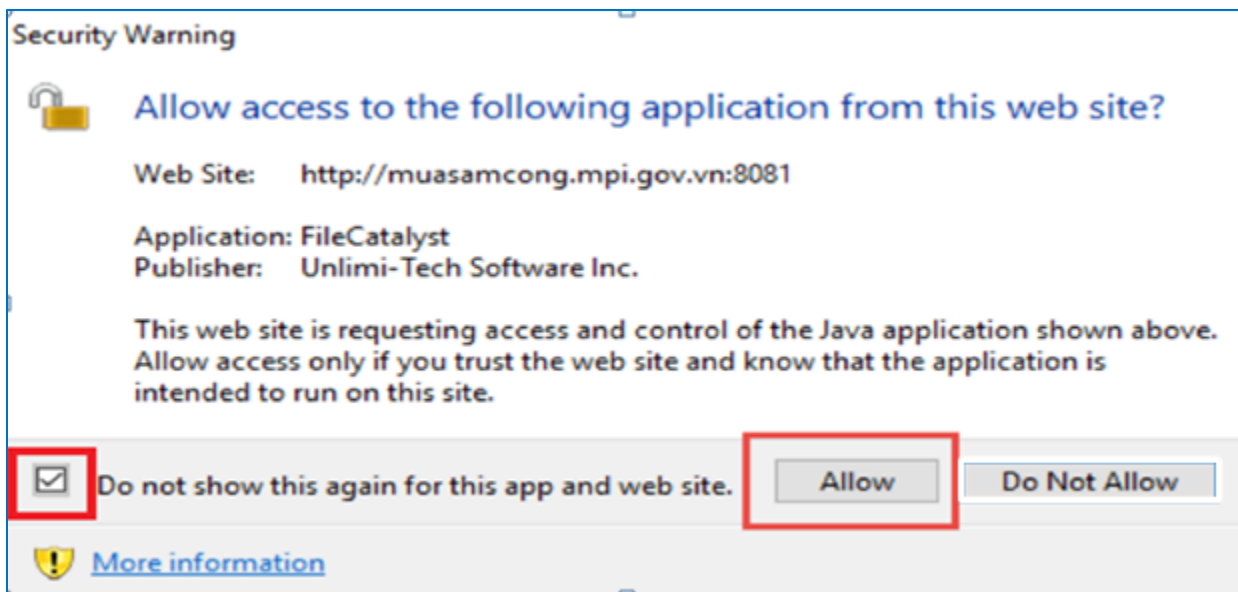 Security Warning
Allow access to the following application from this web site?
Web Site: http://muasamcong.mpi.gov.vn:8081
Application: FileCatalyst
Publisher: Unlimi-Tech Software Inc.
This web site is requesting access and control of the Java application shown above.
Allow access only if you trust the web site and know that the application is
intended to run on this site.
Do not show this again for this app and web site. Allow Do Not Allow
More information